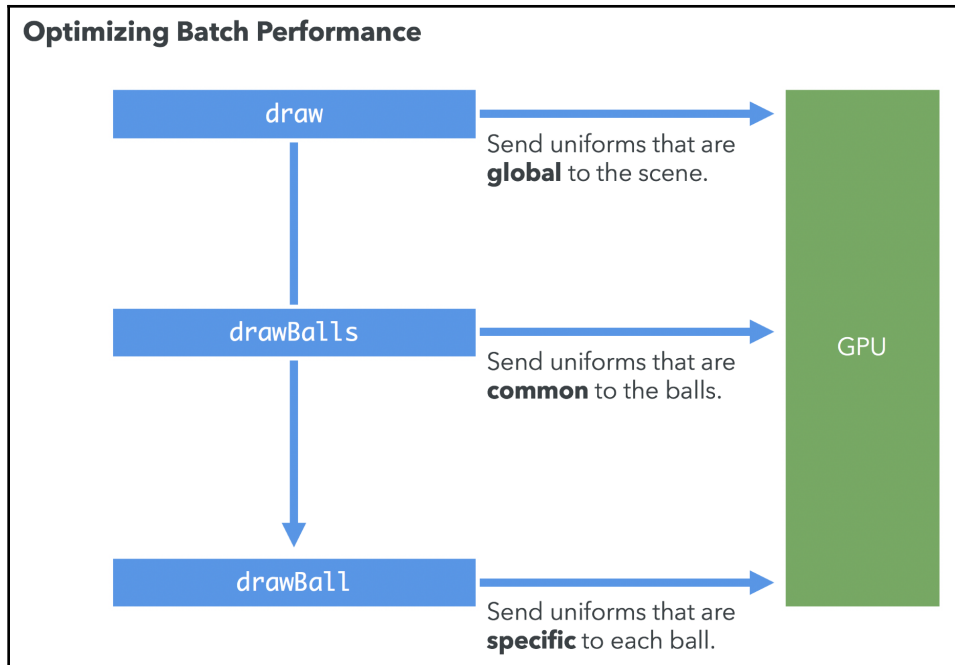 Optimizing Batch Performance
draw
Send uniforms that are
global to the scene.
drawBalls
Send uniforms that are
common to the balls.
GPU
drawBall
Send uniforms that are
specific to each ball.